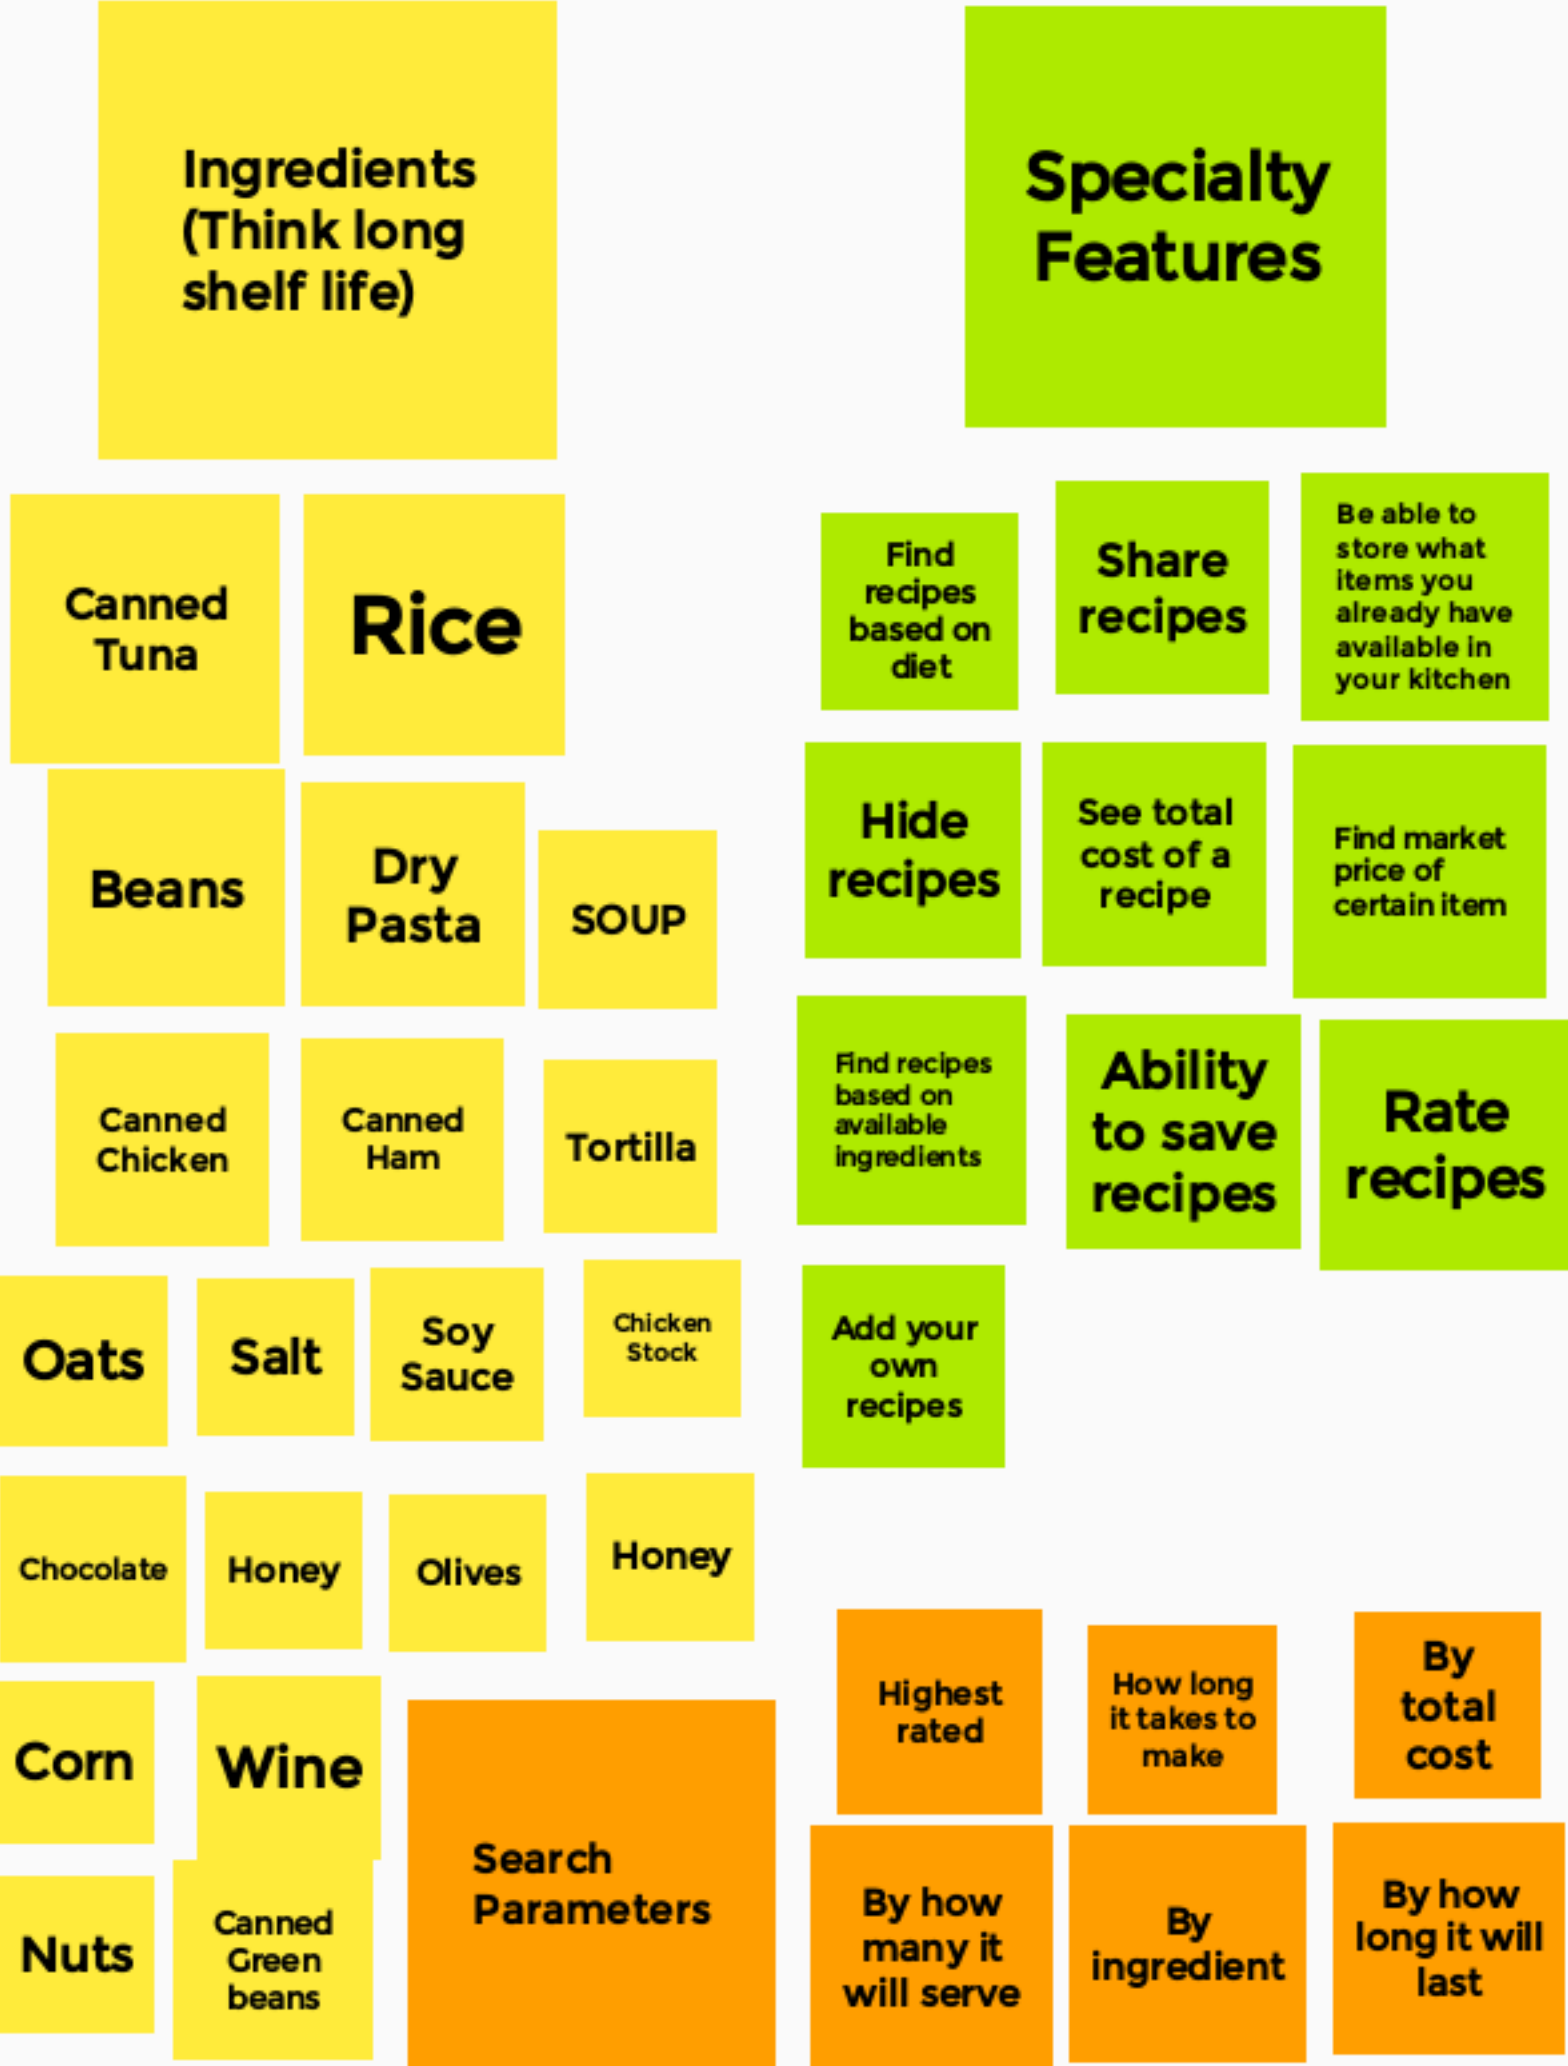 Ingredients
(Think long
shelf life)
Specialty
Features
Canned
Tuna
Rice
Beans
Dry
Pasta
SOUP
Canned
Chicken
Canned
Ham
Tortilla
Oats
Salt
Soy
Sauce
Chicken
Stock
Chocolate
Honey
Olives
Honey
Corn
Wine
Nuts
Canned
Green
beans
Find
recipes
based on
diet
Share
recipes
Be able to
store what
items you
already have
available in
your kitchen
Hide
recipes
See total
cost of a
recipe
Find market
price of
certain item
Find recipes
based on
available
ingredients
Ability
to save
recipes
Rate
recipes
Add your
own
recipes
Search
Parameters
Highest
rated
How long
it takes to
make
By
total
cost
By how
many it
will serve
By
ingredient
By how
long it will
last